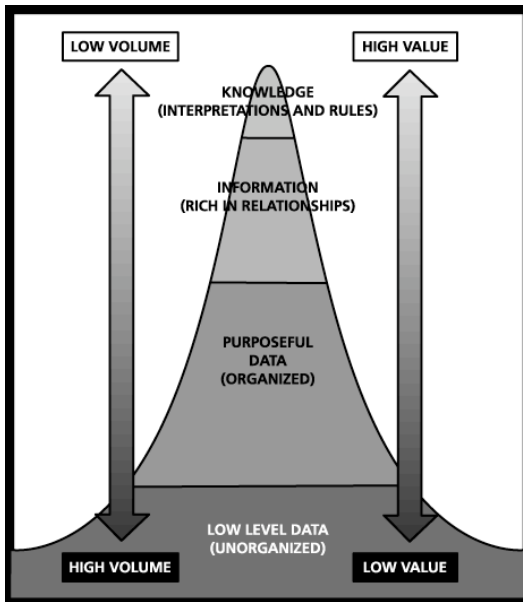 LOW VOLUME
HIGH VALUE
KNOWLEDGE
(INTERPRETATIONS AND RULES)
INFORMATION
(RICH IN RELATIONSHIPS)
PURPOSEFUL
DATA
(ORGANIZED)
LOW LEVEL DATA
(UNORGANIZED)
HIGH VOLUME
LOW VALUE